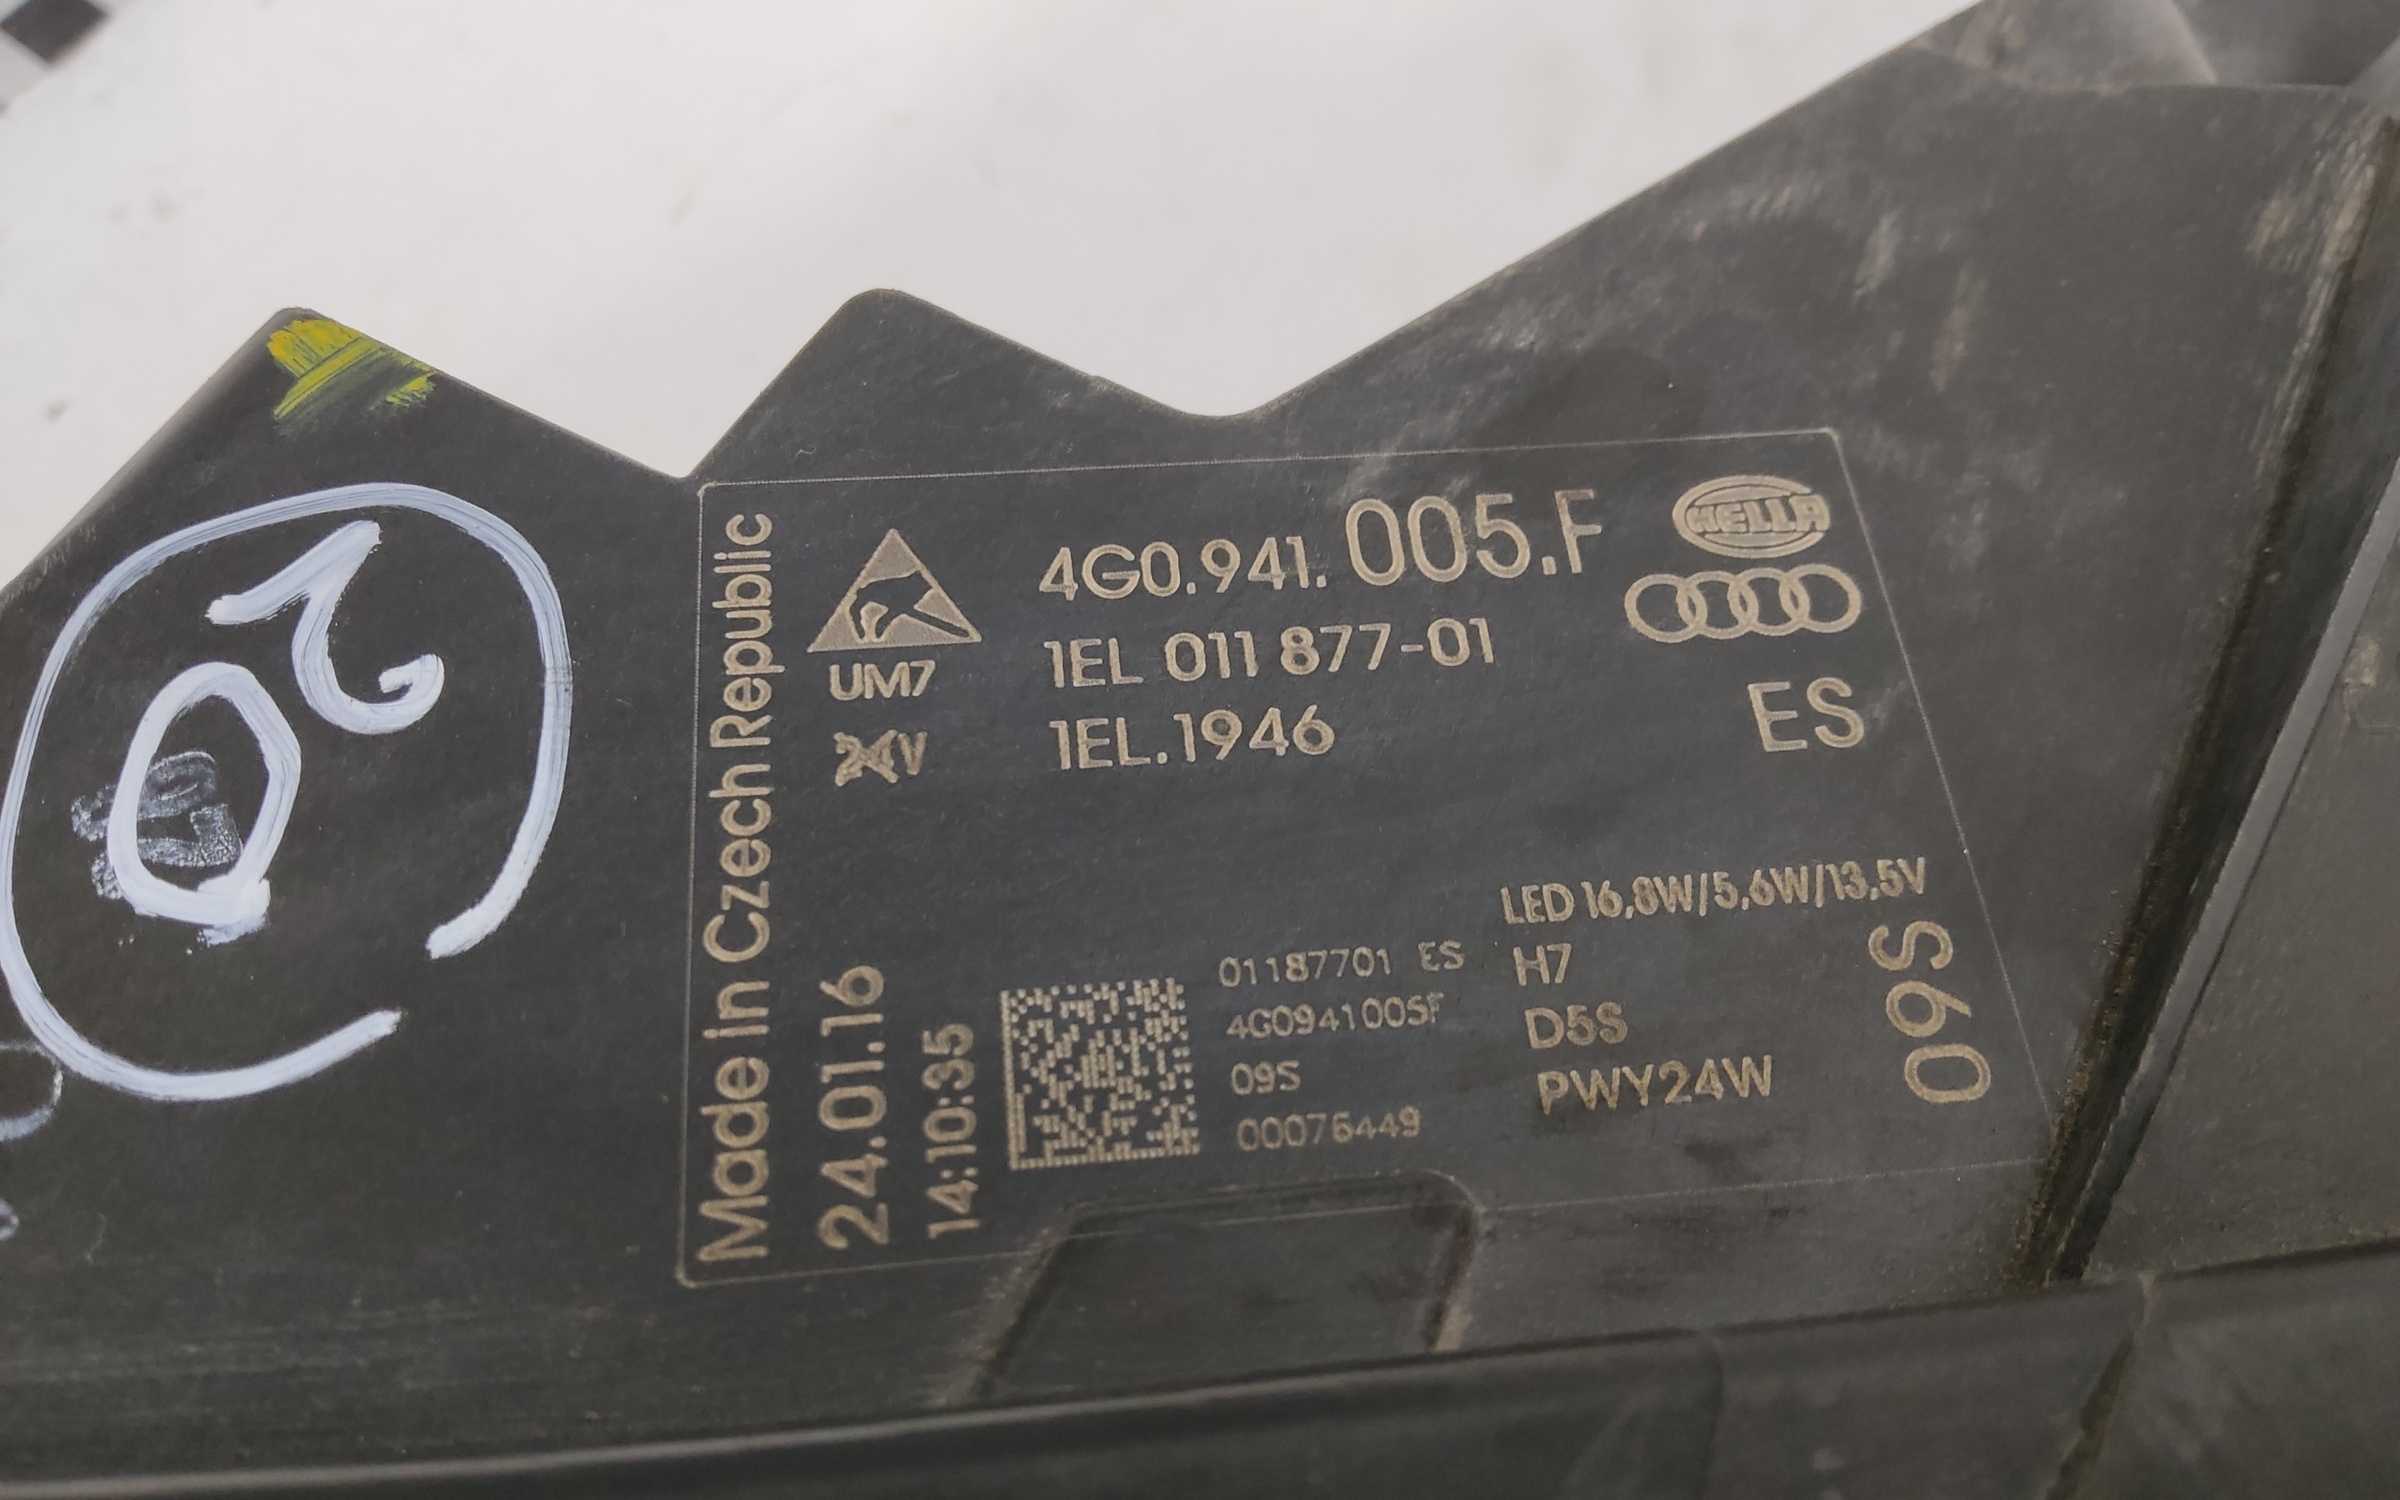 Made in Czech Republic
4G0.941.005.F
HELLA
UM7
1EL 011 877-01
24V
1EL.1946
ES
24.01.16
14:10:35
LED 16,8W/5,6W/13,5V
01187701 ES
H7
4G0941005F
D5S
09S
PWY24W
00076449
09S